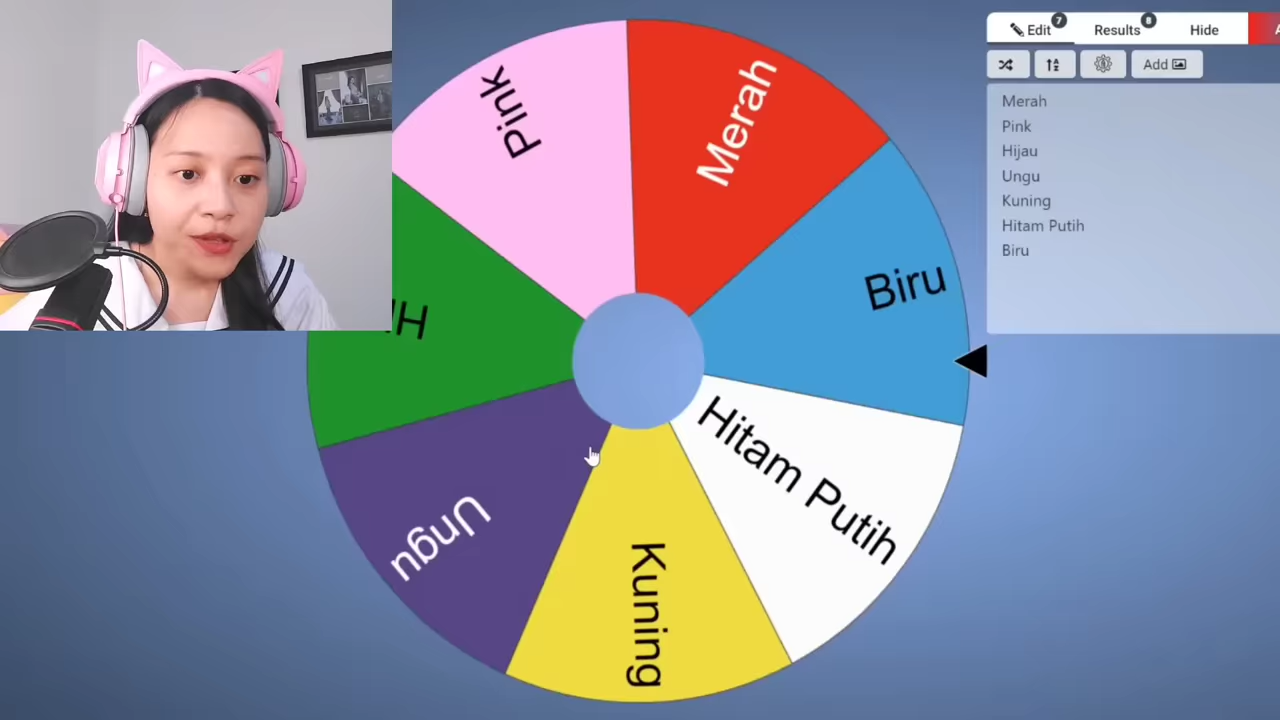 Edit 7
Results 8
Hide
Add
Merah
Pink
Hijau
Ungu
Kuning
Hitam Putih
Biru
Pink
Merah
Biru
Hitam Putih
Kuning
Ungu